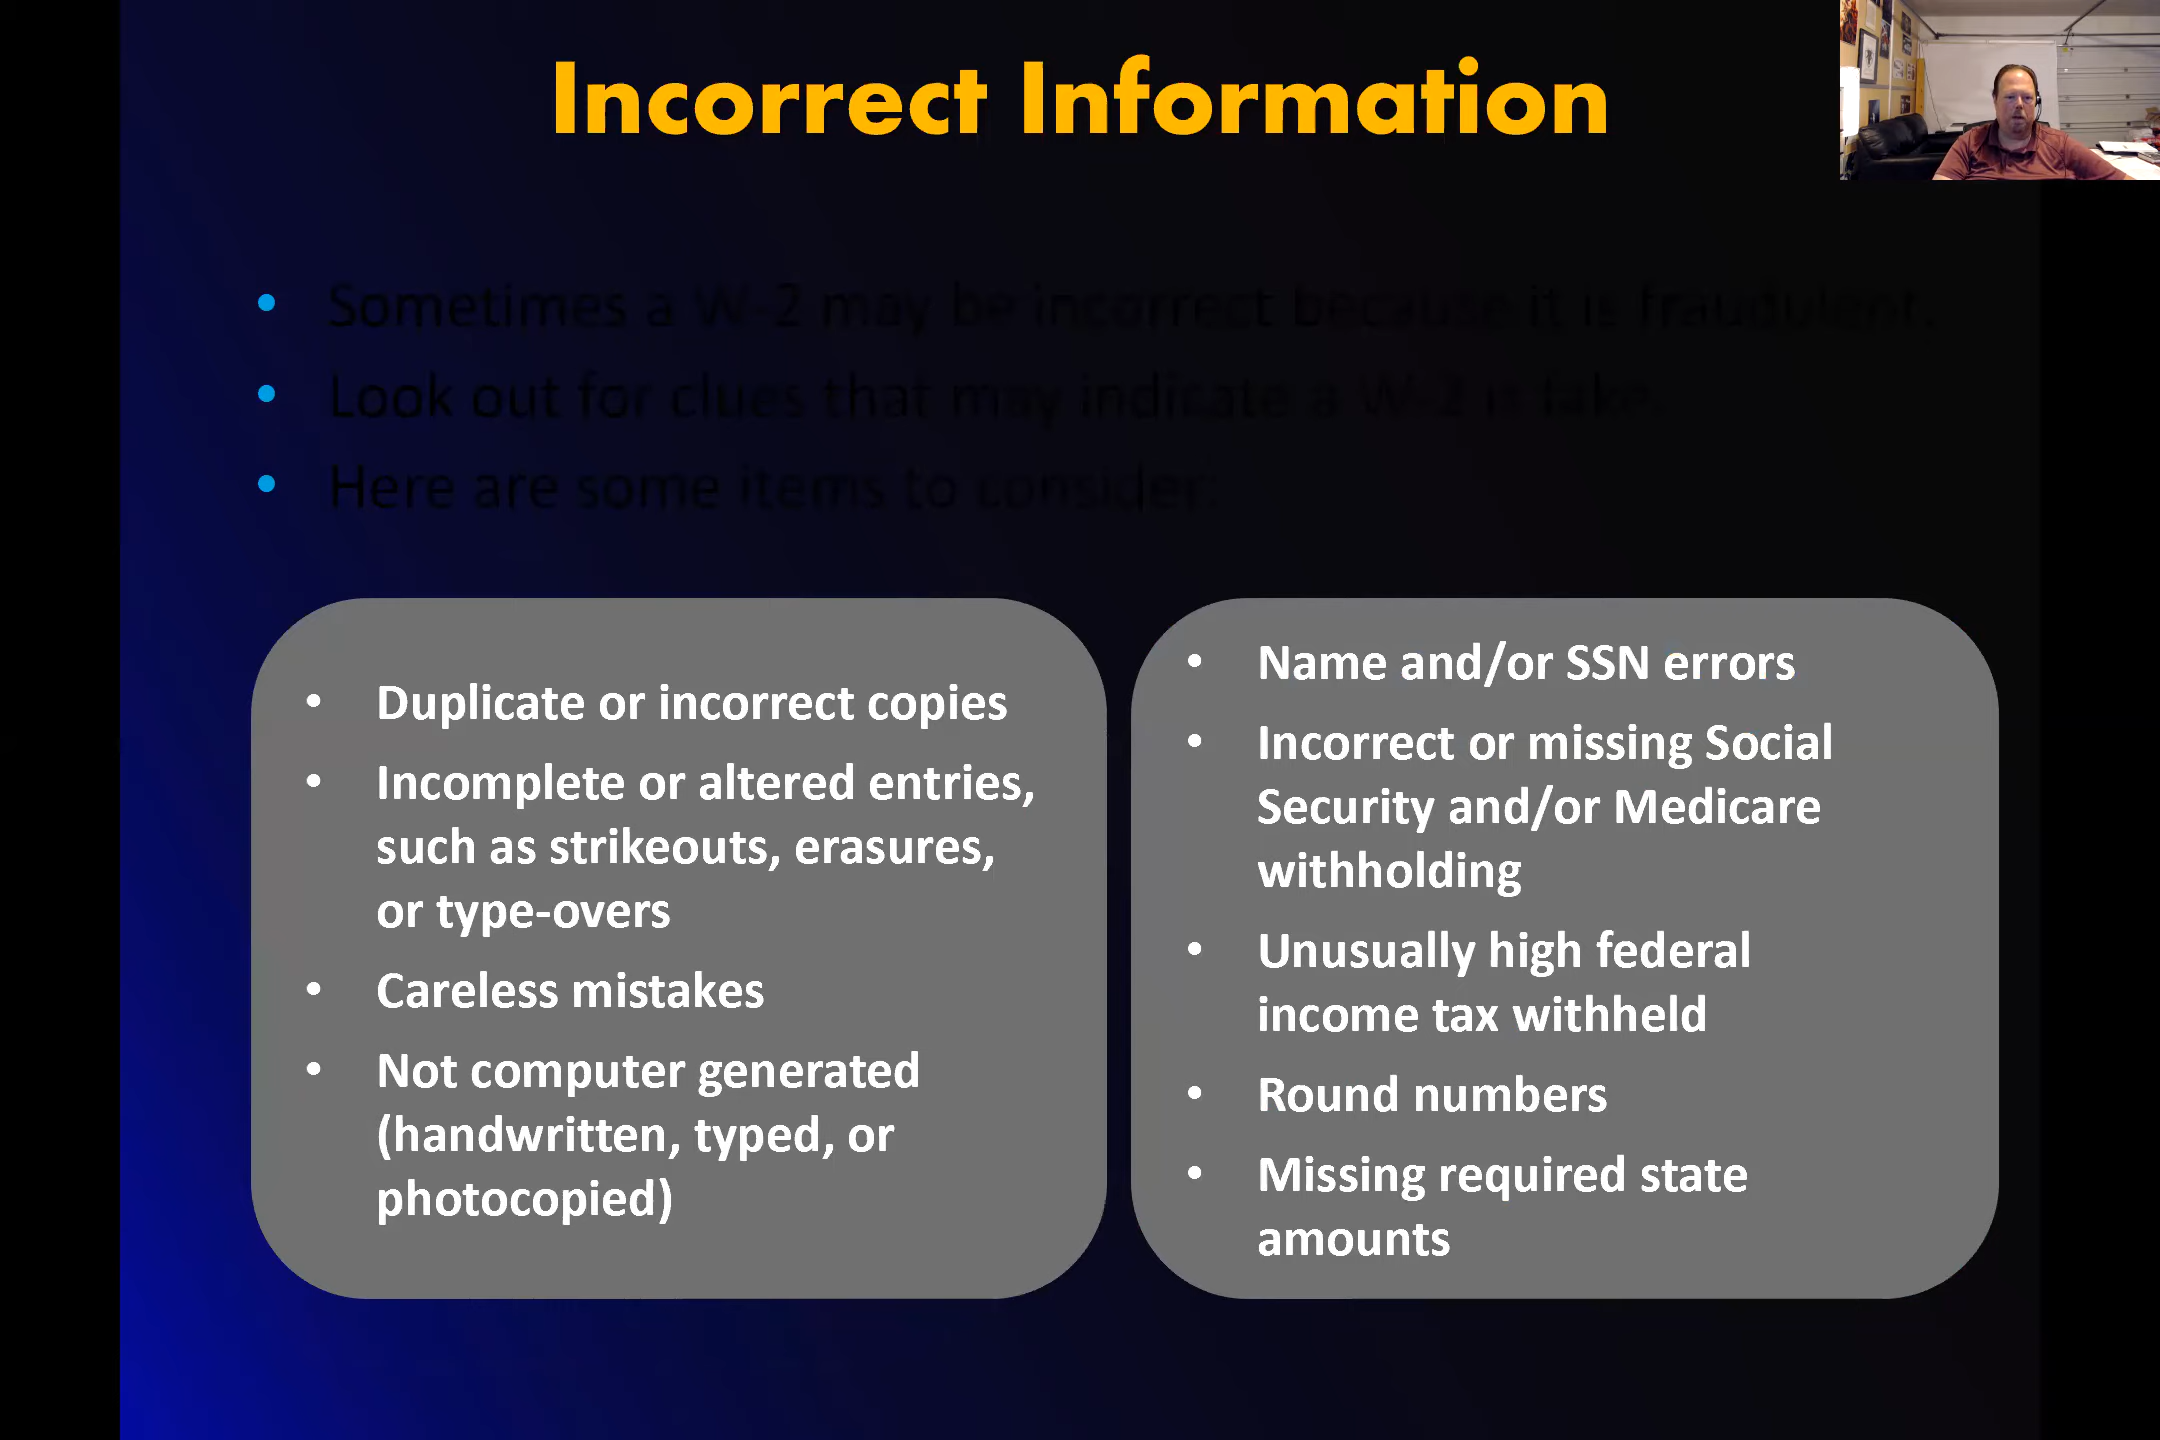 Incorrect Information
• Sometimes a W-2 may be incorrect because it is fraudulent.
• Look out for clues that may indicate a W-2 is fake.
• Here are some items to consider:
• Duplicate or incorrect copies
• Incomplete or altered entries,
such as strikeouts, erasures,
or type-overs
• Careless mistakes
• Not computer generated
(handwritten, typed, or
photocopied)
• Name and/or SSN errors
• Incorrect or missing Social
Security and/or Medicare
withholding
• Unusually high federal
income tax withheld
• Round numbers
• Missing required state
amounts